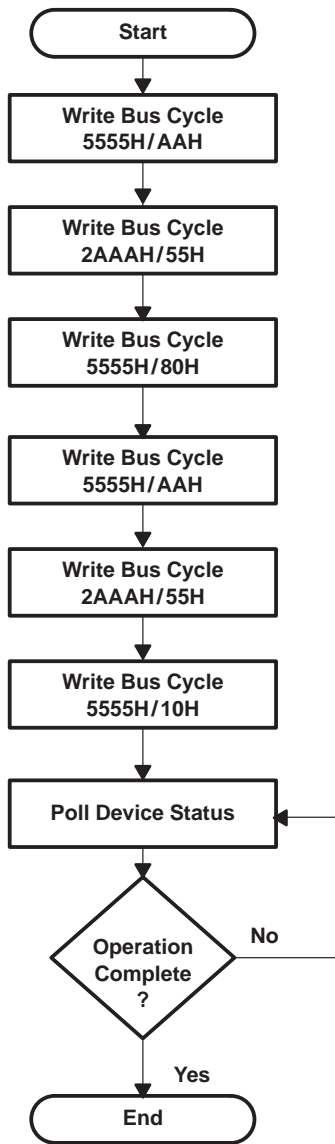 Start
Write Bus Cycle
5555H/AAH
Write Bus Cycle
2AAAH/55H
Write Bus Cycle
5555H/80H
Write Bus Cycle
5555H/AAH
Write Bus Cycle
2AAAH/55H
Write Bus Cycle
5555H/10H
Poll Device Status
Operation
Complete
?
No
Yes
End